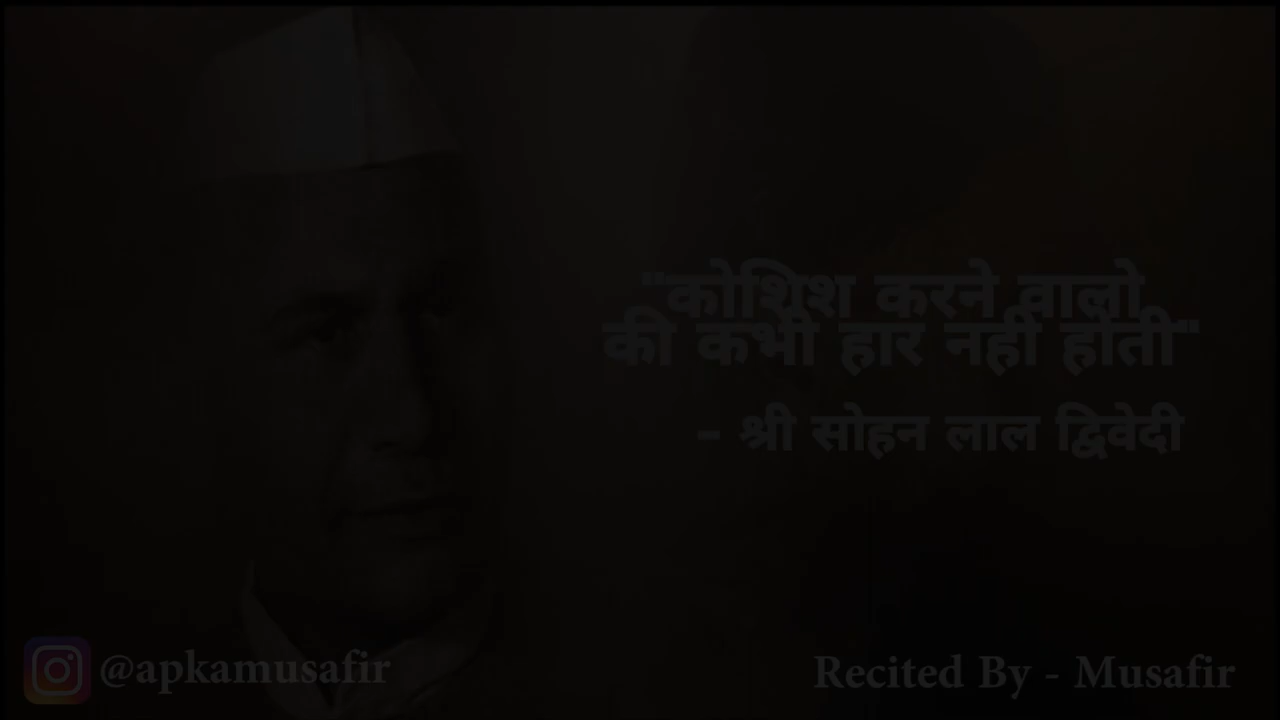 "कोशिश करने वालो
की कभी हार नही होती"
- श्री सोहन लाल द्विवेदी
@apkamusafir
Recited By - Musafir